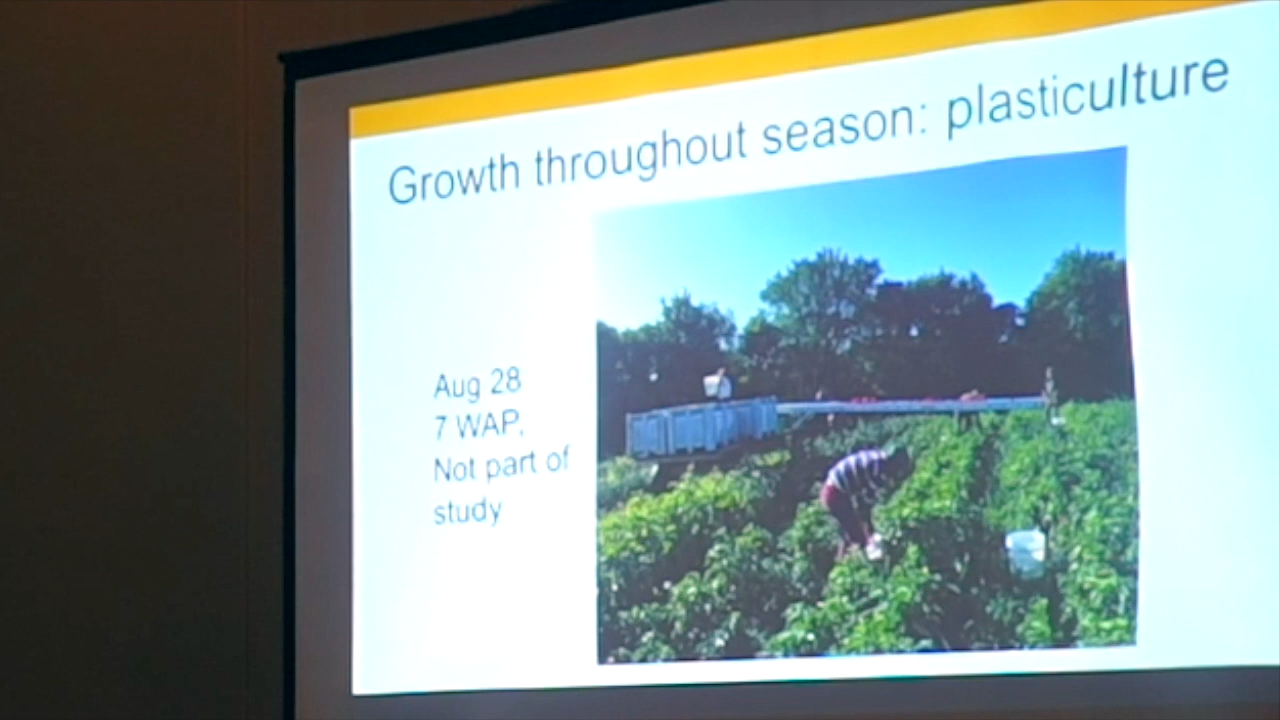 Growth throughout season: plasticulture
Aug 28
7 WAP.
Not part of
study